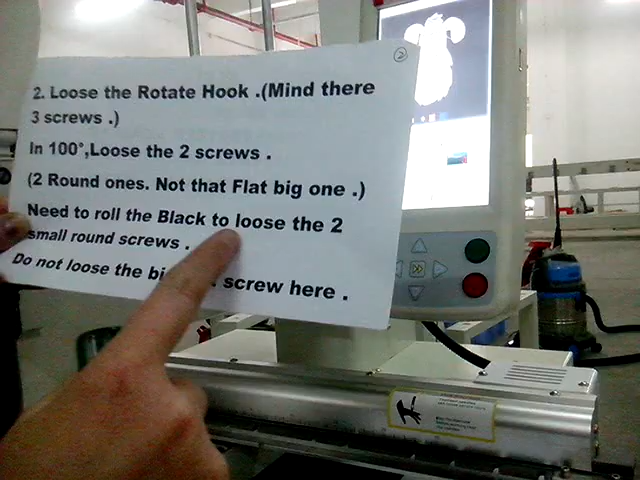 2
2. Loose the Rotate Hook .(Mind there
3 screws .)
In 100°,Loose the 2 screws .
(2 Round ones. Not that Flat big one .)
Need to roll the Black to loose the 2
small round screws .
Do not loose the screw here .